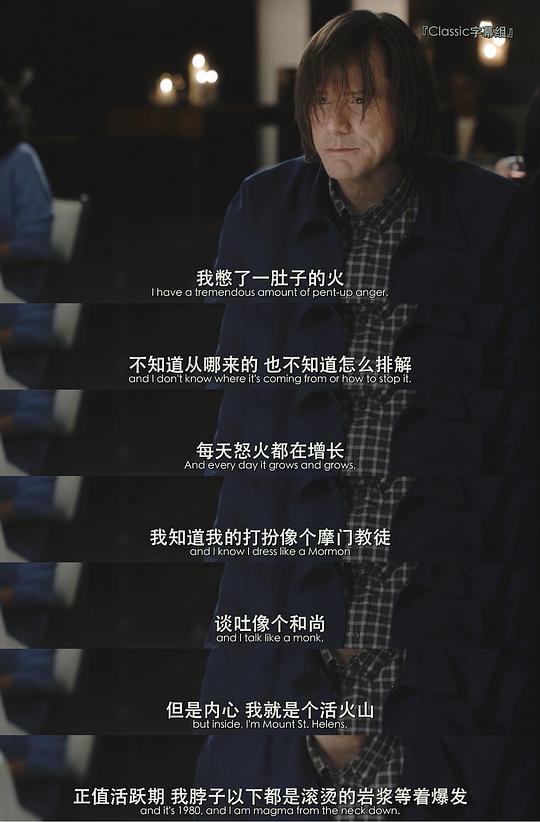 『Classic字幕组』
我憋了一肚子的火
I have a tremendous amount of pent-up anger,
不知道从哪来的 也不知道怎么排解
and I don't know where it's coming from or how to stop it.
每天怒火都在增长
And every day it grows and grows.
我知道我的打扮像个摩门教徒
and I know I dress like a Mormon
谈吐像个和尚
and I talk like a monk,
但是内心 我就是个活火山
but inside, I'm Mount St. Helens,
正值活跃期 我脖子以下都是滚烫的岩浆等着爆发
and it's 1980, and I am magma from the neck down.